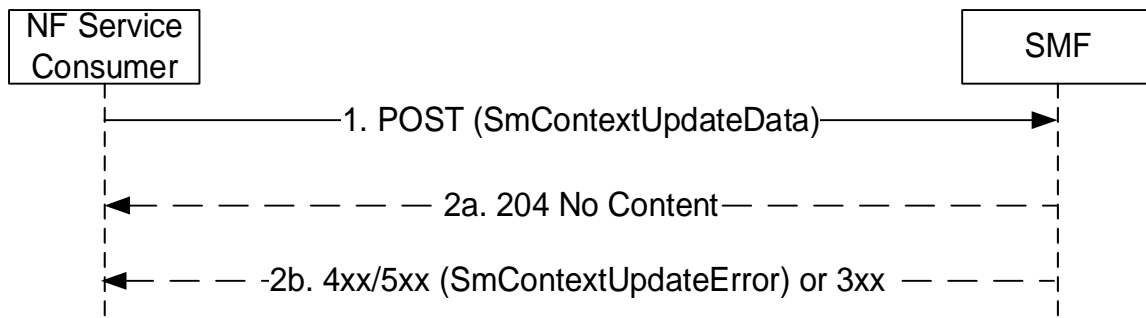 NF Service
Consumer
SMF
1. POST (SmContextUpdateData)
2a. 204 No Content
2b. 4xx/5xx (SmContextUpdateError) or 3xx